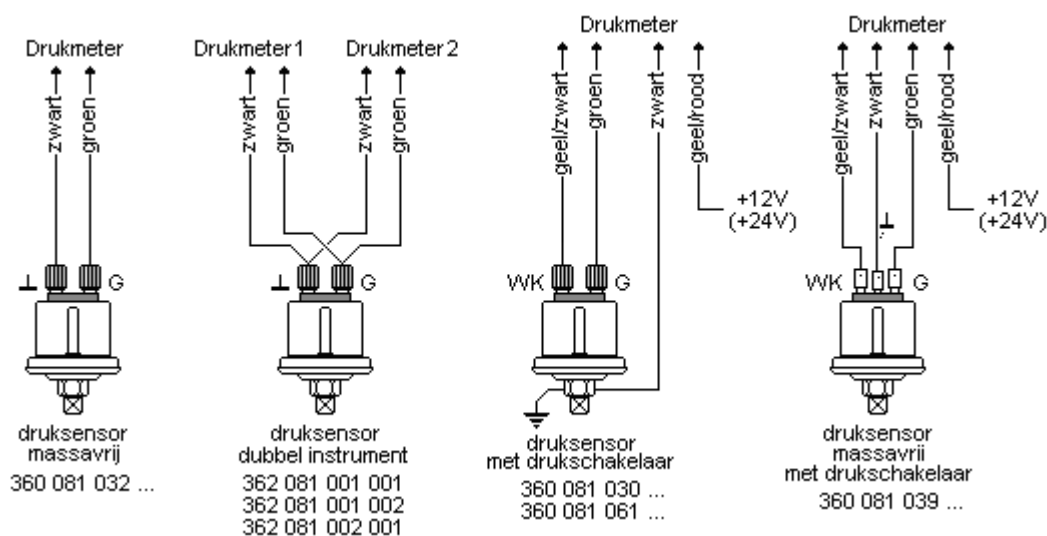 Drukmeter
zwart
groen
⊥
G
druksensor
massavrij
360 081 032 ...
Drukmeter 1
Drukmeter 2
zwart
groen
zwart
groen
⊥
G
druksensor
dubbel instrument
362 081 001 001
362 081 001 002
362 081 002 001
Drukmeter
geel/zwart
groen
zwart
geel/rood
+12V
(+24V)
WK
G
druksensor
met drukschakelaar
360 081 030 ...
360 081 061 ...
Drukmeter
geel/zwart
zwart
groen
geel/rood
+12V
(+24V)
⊥
WK
G
druksensor
massavrii
met drukschakelaar
360 081 039 ...